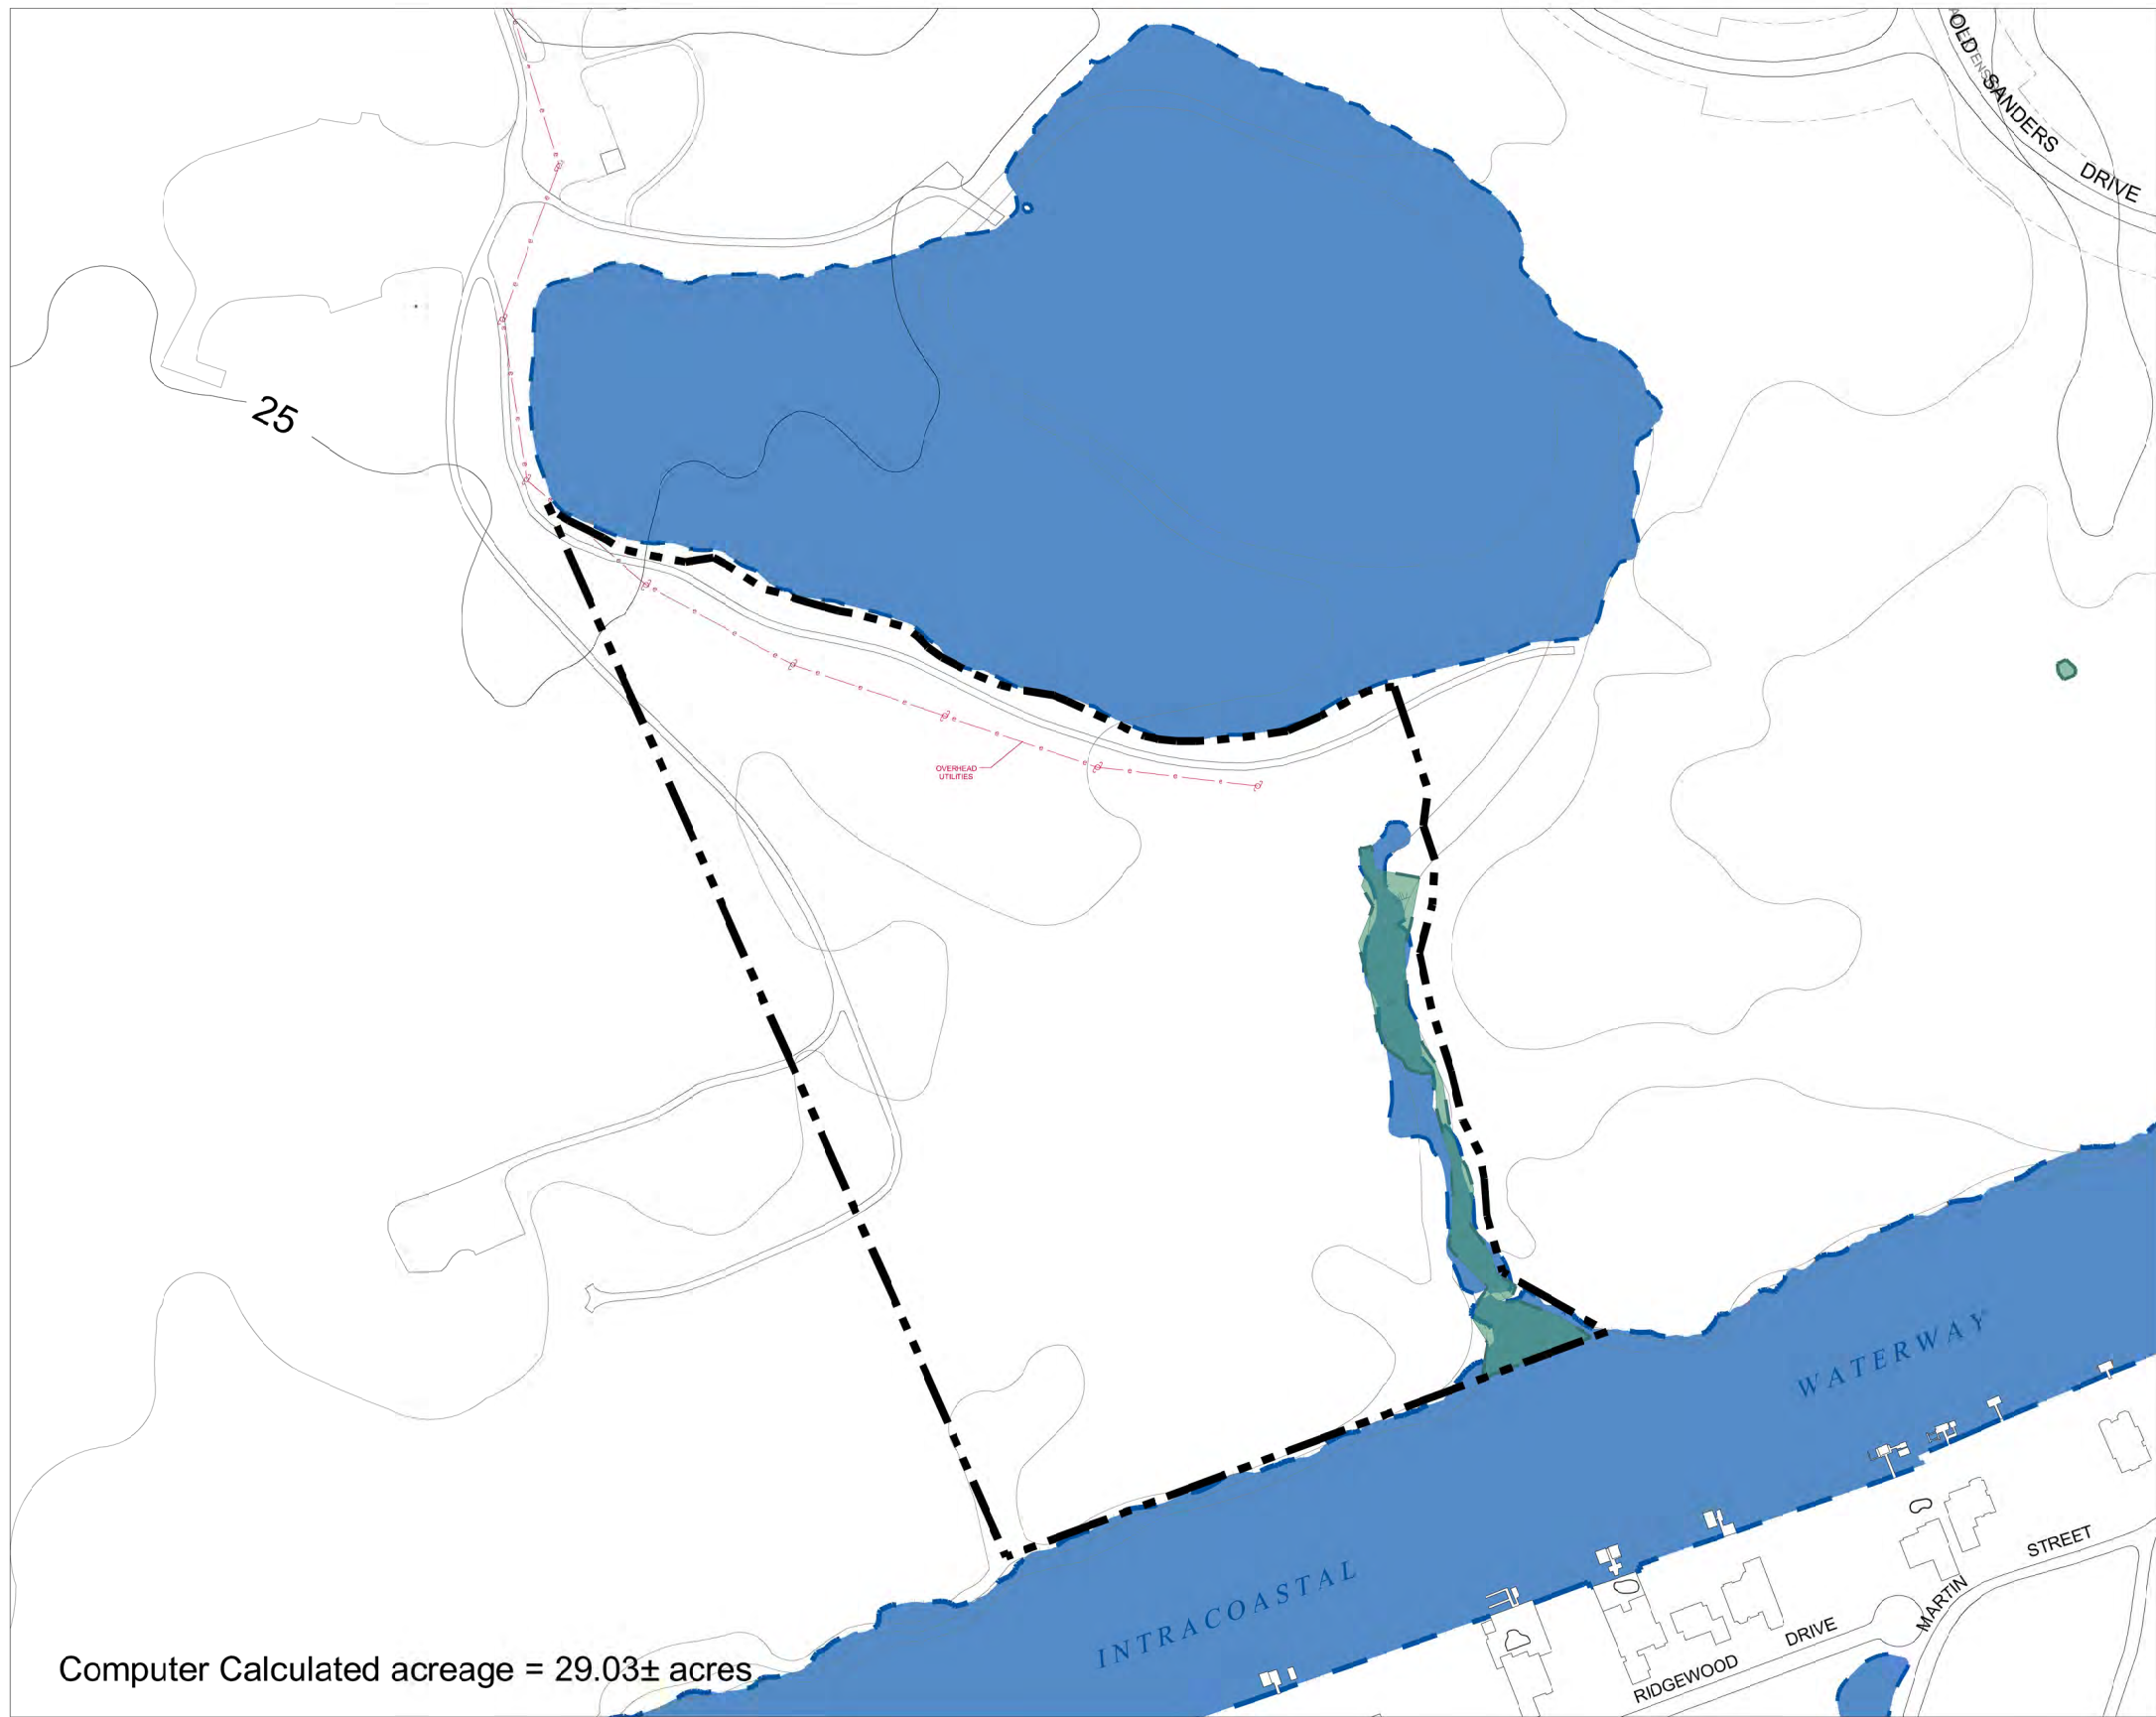 OLD SANDERS DRIVE
25
OVERHEAD
UTILITIES
WATERWAY
INTRACOASTAL
STREET
MARTIN
DRIVE
RIDGEWOOD
Computer Calculated acreage = 29.03± acres